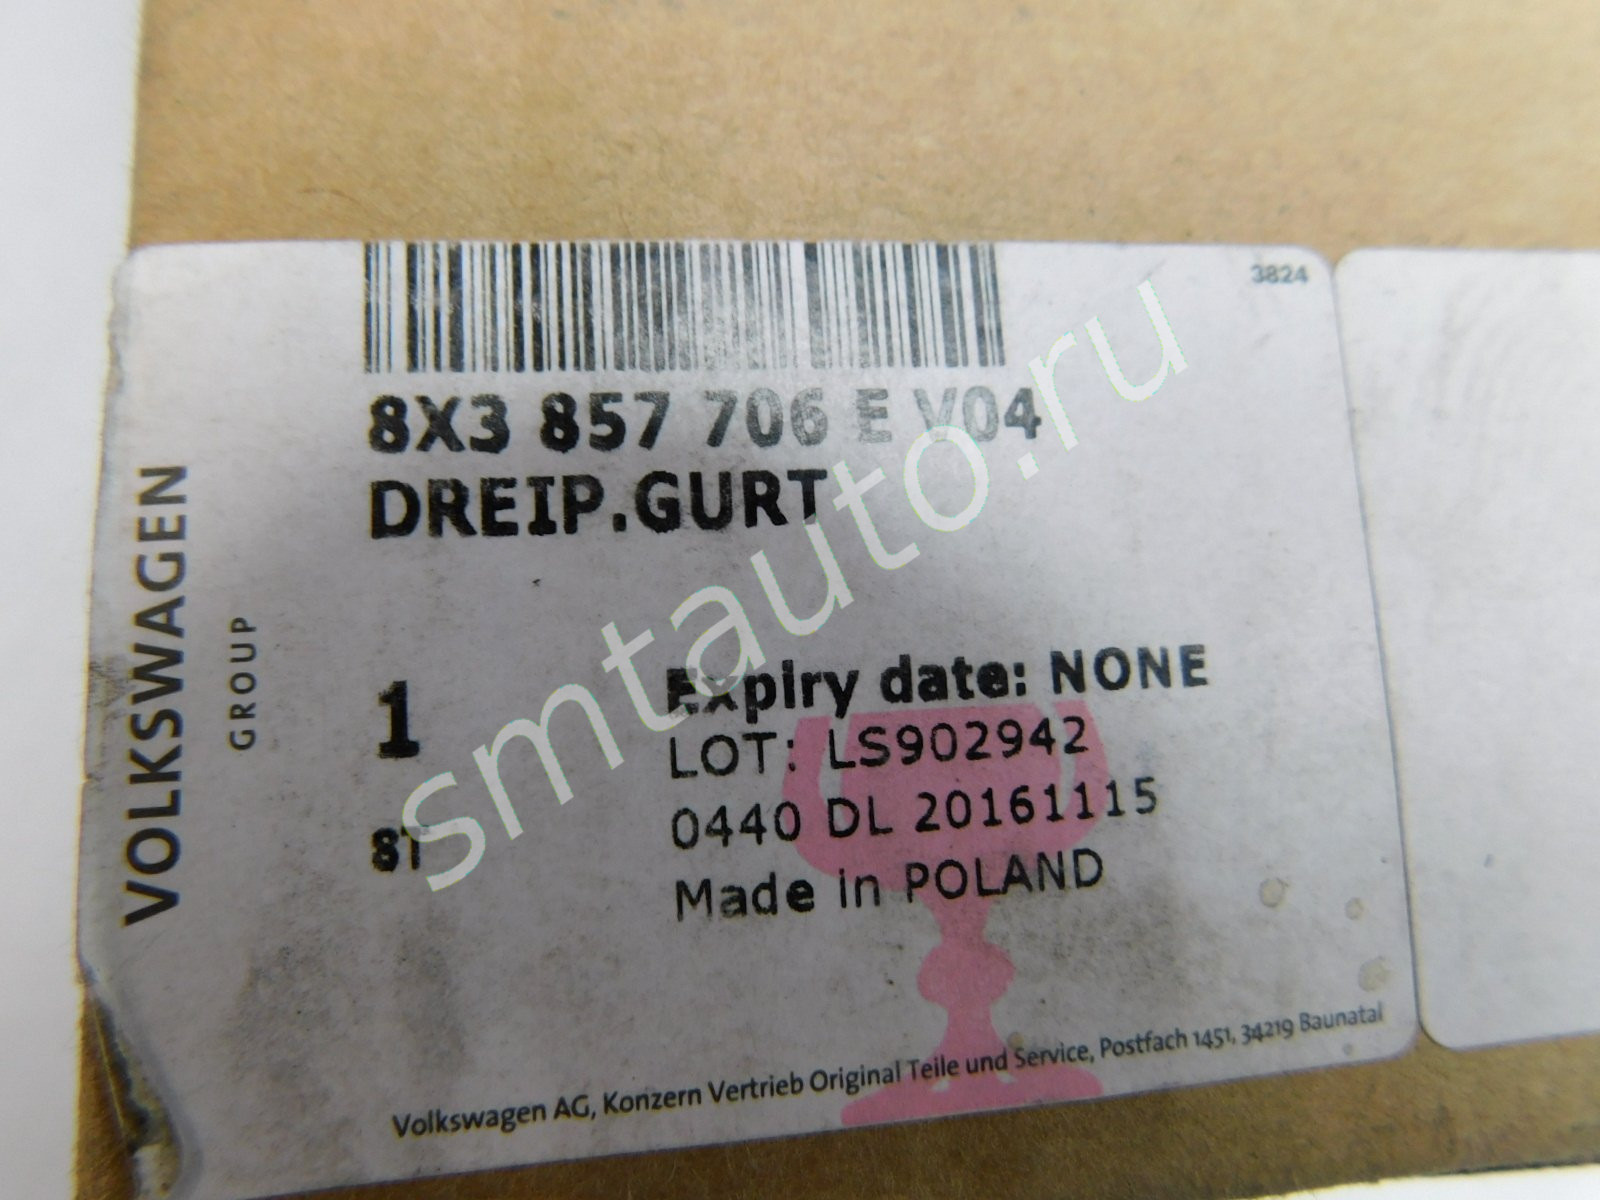 3824
8X3 857 706 E V04
DREIP.GURT
VOLKSWAGEN
GROUP
1
Expiry date: NONE
LOT: LS902942
8T
0440 DL 20161115
Made in POLAND
Volkswagen AG, Konzern Vertrieb Original Teile und Service, Postfach 1451, 34219 Baunatal
smtauto.ru